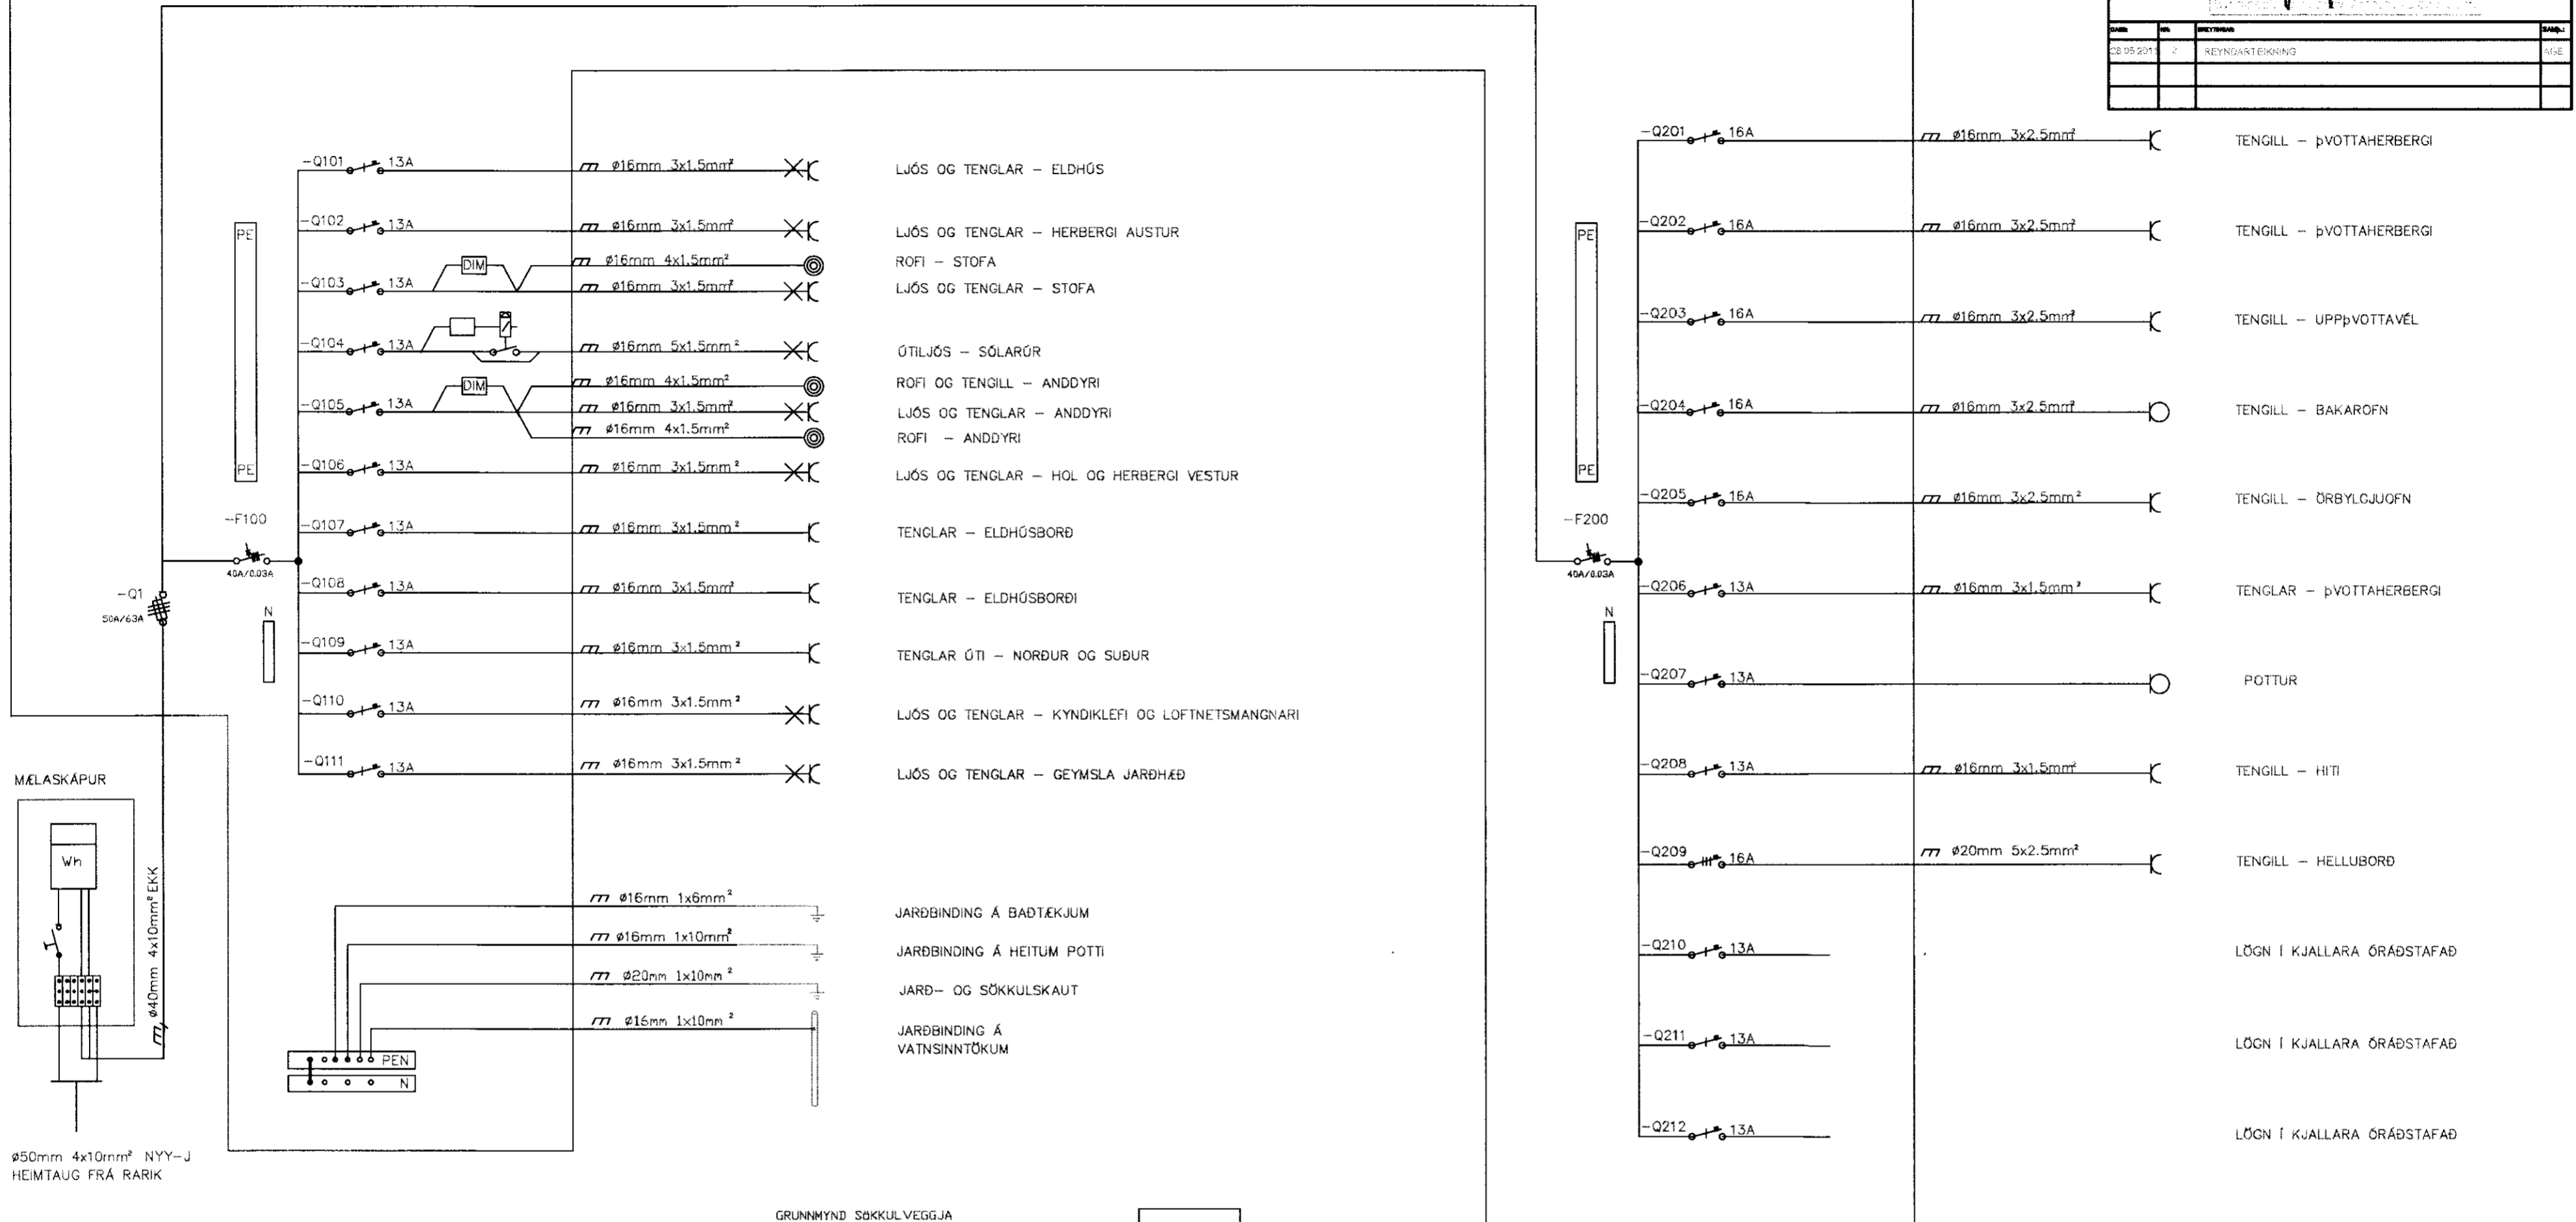 DAGS: NR: BREYTINGAR: SAMÞ.:
08.05.2011 2 REYNDARTEIKNING AGE
-Q101 13A ø16mm 3x1.5mm² LJÓS OG TENGLAR - ELDHÚS
-Q102 13A ø16mm 3x1.5mm² LJÓS OG TENGLAR - HERBERGI AUSTUR
PE
DIM ø16mm 4x1.5mm² ROFI - STOFA
-Q103 13A ø16mm 3x1.5mm² LJÓS OG TENGLAR - STOFA
-Q104 13A ø16mm 5x1.5mm² ÚTILJÓS - SÓLARÚR
DIM ø16mm 4x1.5mm² ROFI OG TENGILL - ANDDYRI
-Q105 13A ø16mm 3x1.5mm² LJÓS OG TENGLAR - ANDDYRI
ø16mm 4x1.5mm² ROFI - ANDDYRI
PE
-Q106 13A ø16mm 3x1.5mm² LJÓS OG TENGLAR - HOL OG HERBERGI VESTUR
-F100
-Q107 13A ø16mm 3x1.5mm² TENGLAR - ELDHÚSBORÐ
40A/0.03A
-Q108 13A ø16mm 3x1.5mm² TENGLAR - ELDHÚSBORÐI
-Q1
50A/63A
N
-Q109 13A ø16mm 3x1.5mm² TENGLAR ÚTI - NORÐUR OG SUÐUR
-Q110 13A ø16mm 3x1.5mm² LJÓS OG TENGLAR - KYNDIKLEFI OG LOFTNETSMANGNARI
-Q111 13A ø16mm 3x1.5mm² LJÓS OG TENGLAR - GEYMSLA JARÐHÆÐ
MÆLASKÁPUR
Wh
ø40mm 4x10mm² EKK
ø16mm 1x6mm² JARÐBINDING Á BAÐTÆKJUM
ø16mm 1x10mm² JARÐBINDING Á HEITUM POTTI
ø20mm 1x10mm² JARÐ- OG SÖKKULSKAUT
ø16mm 1x10mm² JARÐBINDING Á
VATNSINNTÖKUM
PEN
N
ø50mm 4x10mm² NYY-J
HEIMTAUG FRÁ RARIK
GRUNNMYND SÖKKULVEGGJA
-Q201 16A ø16mm 3x2.5mm² TENGILL - ÞVOTTAHERBERGI
-Q202 16A ø16mm 3x2.5mm² TENGILL - ÞVOTTAHERBERGI
PE
-Q203 16A ø16mm 3x2.5mm² TENGILL - UPPÞVOTTAVÉL
-Q204 16A ø16mm 3x2.5mm² TENGILL - BAKAROFN
PE
-Q205 16A ø16mm 3x2.5mm² TENGILL - ÖRBYLGJUOFN
-F200
40A/0.03A
-Q206 13A ø16mm 3x1.5mm² TENGLAR - ÞVOTTAHERBERGI
N
-Q207 13A POTTUR
-Q208 13A ø16mm 3x1.5mm² TENGILL - HITI
-Q209 16A ø20mm 5x2.5mm² TENGILL - HELLUBORÐ
-Q210 13A LÖGN Í KJALLARA ÓRÁÐSTAFAÐ
-Q211 13A LÖGN Í KJALLARA ÓRÁÐSTAFAÐ
-Q212 13A LÖGN Í KJALLARA ÓRÁÐSTAFAÐ